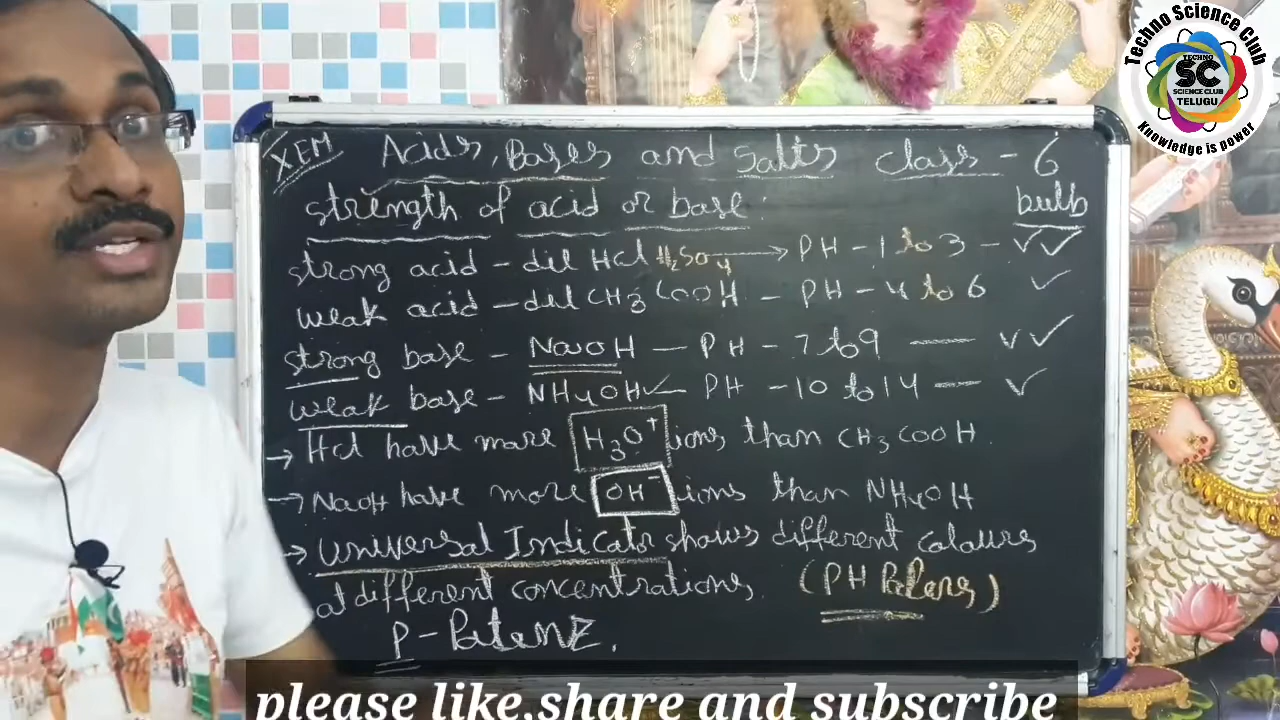 Techno Science Club
TECHNO
SC
SCIENCE CLUB
TELUGU
Knowledge is power
XEM Acids, Bases and Salts class - 6
strength of acid or base: bulb
strong acid - dil Hcl H₂So₄ → PH - 1 to 3 - ✓✓
weak acid - dil CH₃COOH - PH - 4 to 6 ✓
strong base - NaoH - PH - 7 to 9 - ✓✓
weak base - NH₄OH ✓ PH - 10 to 14 - ✓
→ Hcl have more H₃O⁺ ions than CH₃COOH.
→ NaoH have more OH⁻ ions than NH₄OH
→ universal Indicator shows different colours
at different concentrations. (PH Papers)
P - PotenZ.
please like,share and subscribe